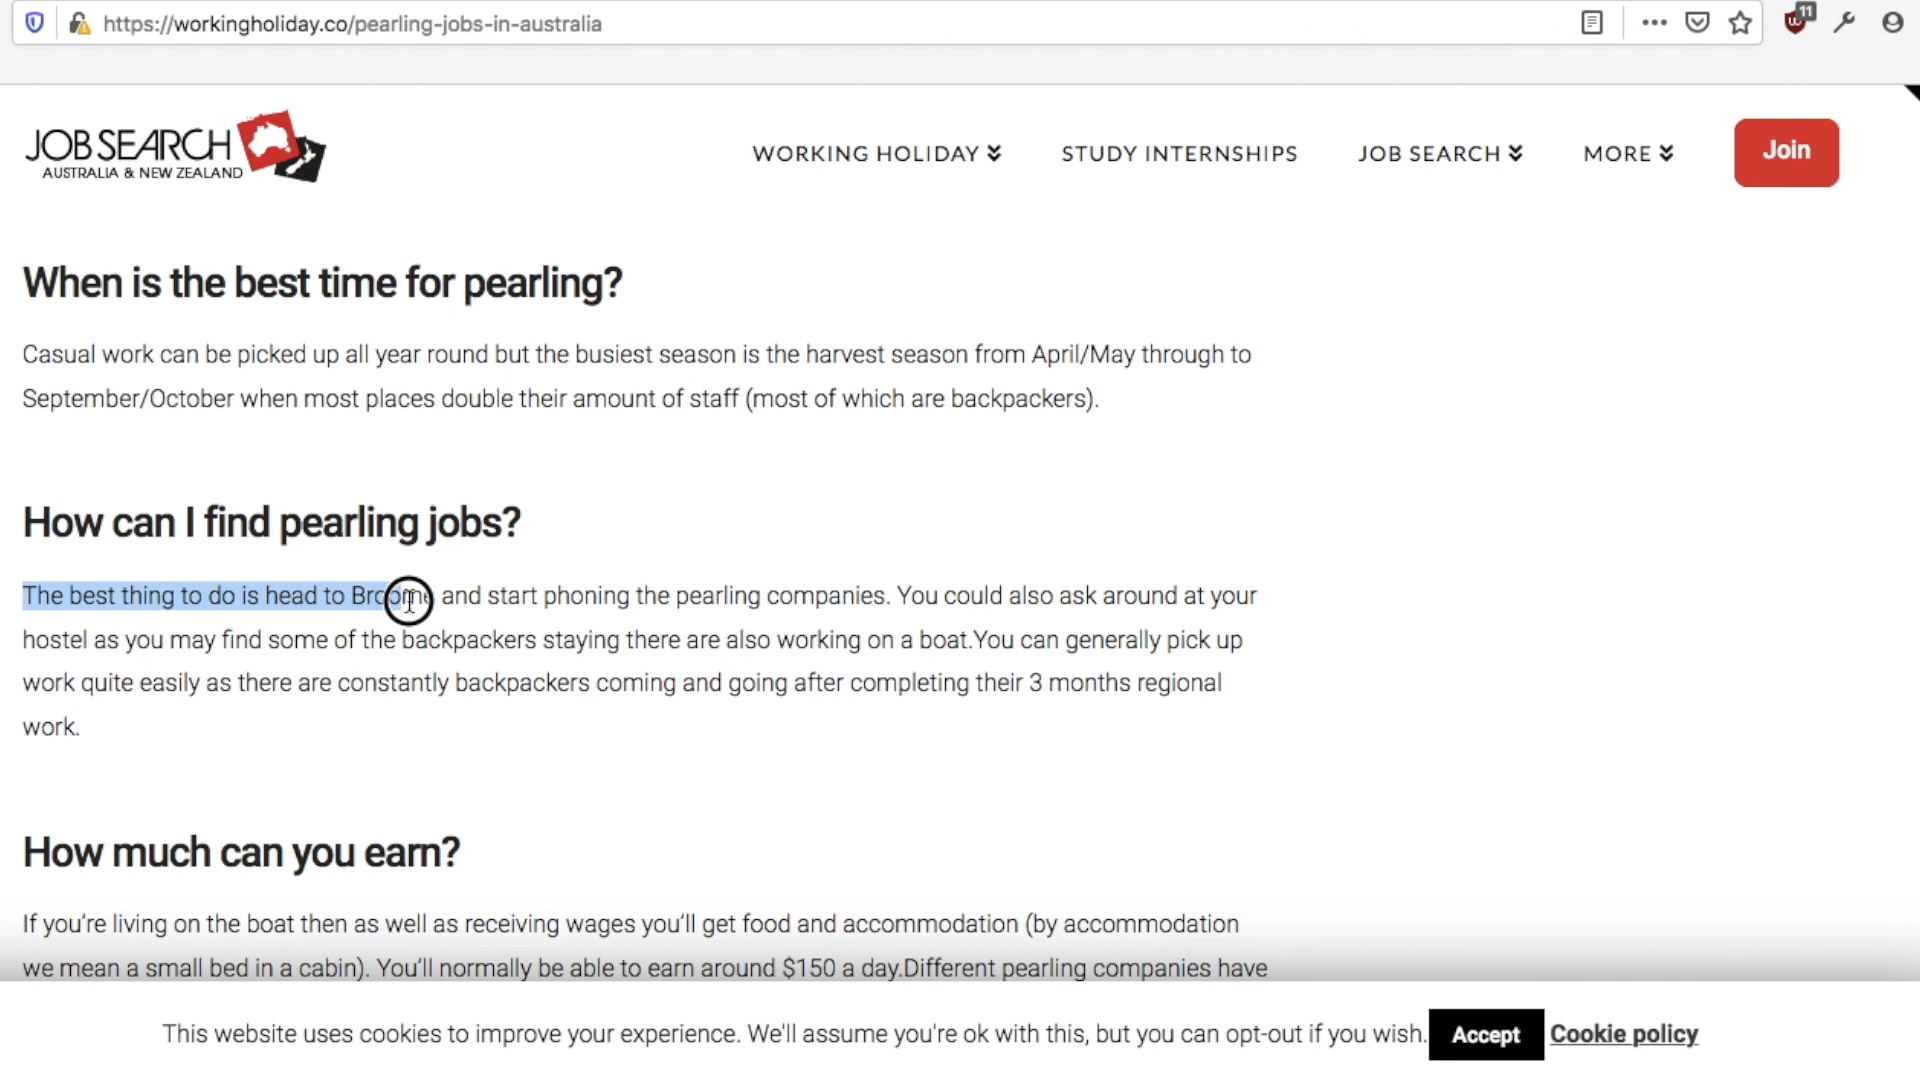 https://workingholiday.co/pearling-jobs-in-australia
11
JOB SEARCH
AUSTRALIA & NEW ZEALAND
WORKING HOLIDAY
STUDY INTERNSHIPS
JOB SEARCH
MORE
Join
When is the best time for pearling?
Casual work can be picked up all year round but the busiest season is the harvest season from April/May through to
September/October when most places double their amount of staff (most of which are backpackers).
How can I find pearling jobs?
The best thing to do is head to Broome and start phoning the pearling companies. You could also ask around at your
hostel as you may find some of the backpackers staying there are also working on a boat.You can generally pick up
work quite easily as there are constantly backpackers coming and going after completing their 3 months regional
work.
How much can you earn?
If you’re living on the boat then as well as receiving wages you’ll get food and accommodation (by accommodation
we mean a small bed in a cabin). You’ll normally be able to earn around $150 a day.Different pearling companies have
This website uses cookies to improve your experience. We'll assume you're ok with this, but you can opt-out if you wish.
Accept
Cookie policy